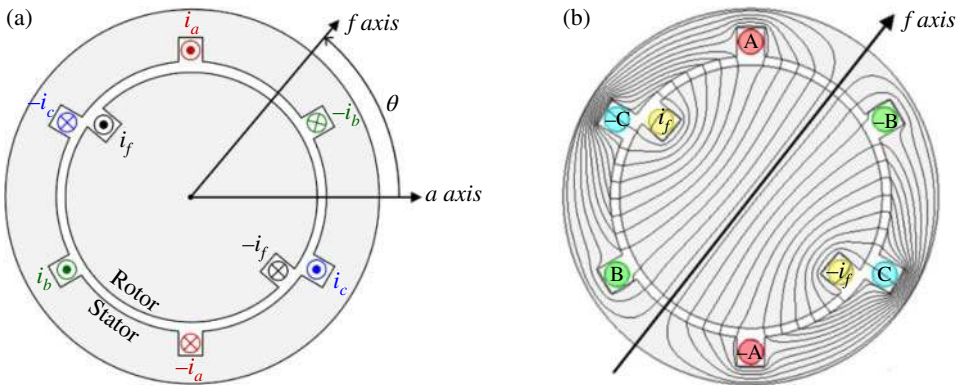 (a)
i_a
f axis
–i_c
i_f
–i_b
θ
a axis
–i_f
i_b
i_c
Rotor
Stator
–i_a
(b)
f axis
A
–C
i_f
–B
B
–i_f
C
–A